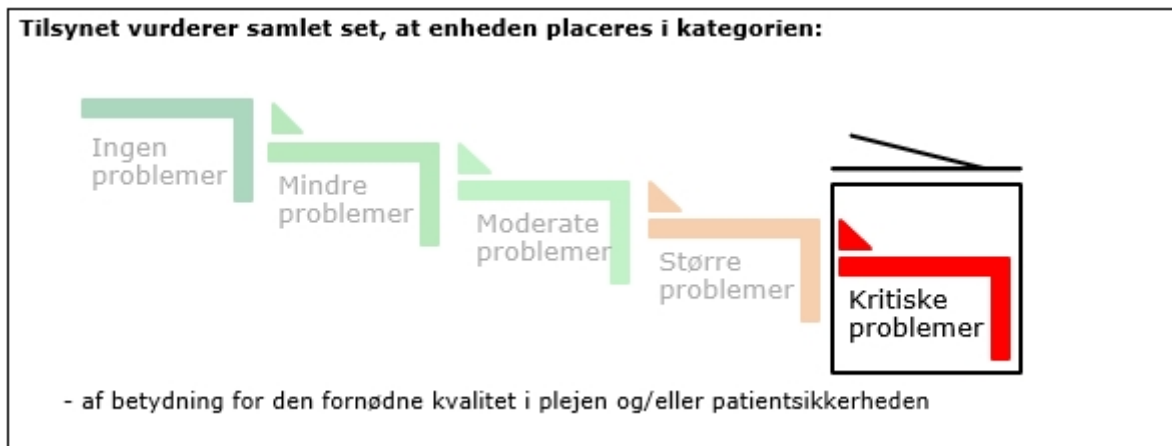 Tilsynet vurderer samlet set, at enheden placeres i kategorien:
Ingen
problemer
Mindre
problemer
Moderate
problemer
Større
problemer
Kritiske
problemer
- af betydning for den fornødne kvalitet i plejen og/eller patientsikkerheden